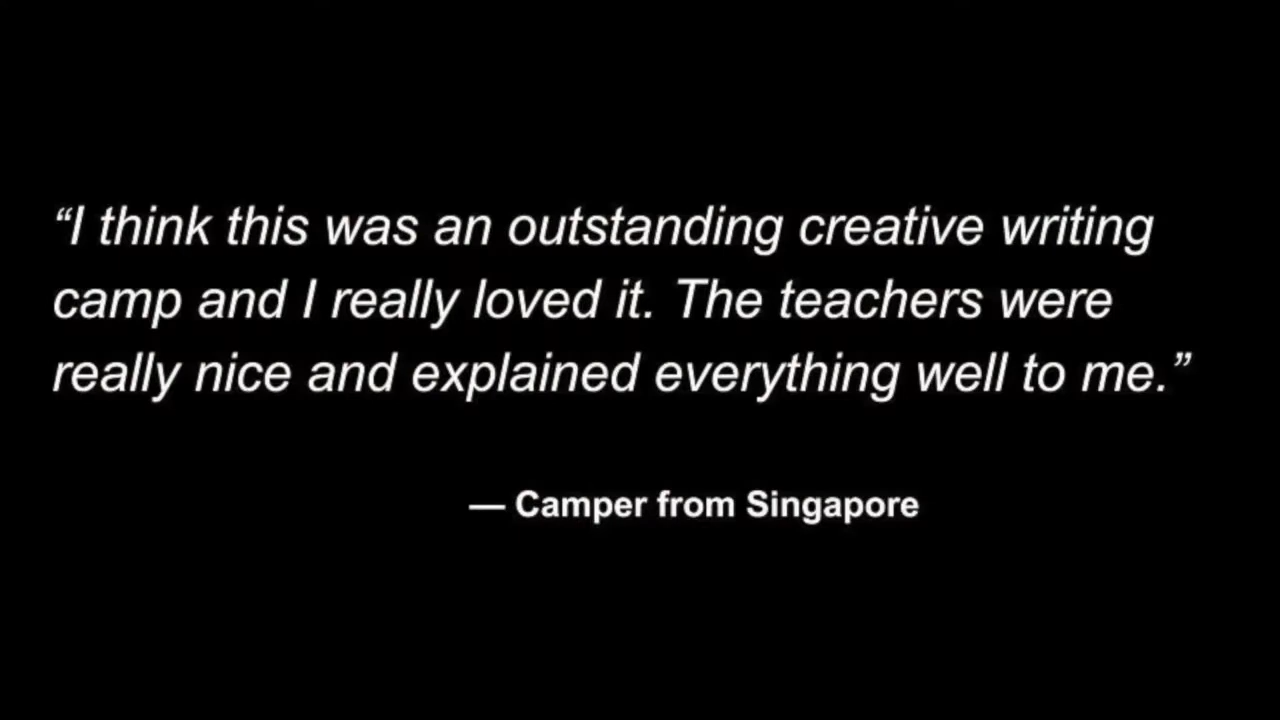 “I think this was an outstanding creative writing
camp and I really loved it. The teachers were
really nice and explained everything well to me.”
— Camper from Singapore